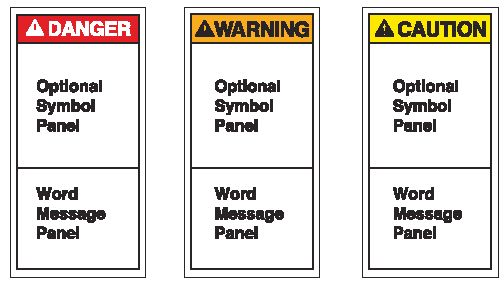 DANGER
Optional
Symbol
Panel
Word
Message
Panel
WARNING
Optional
Symbol
Panel
Word
Message
Panel
CAUTION
Optional
Symbol
Panel
Word
Message
Panel